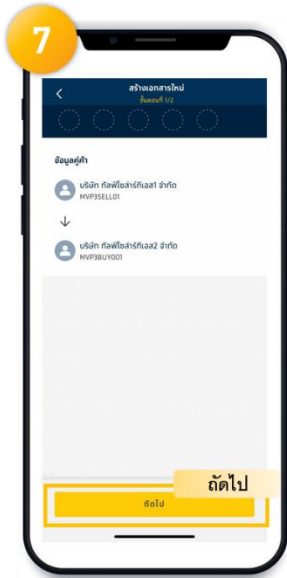 7
สร้างเอกสารใหม่
ขั้นตอนที่ 1/2
ข้อมูลคู่ค้า
บริษัท กัลฟ์โซล่าร์ทีเอส1 จำกัด
MVP3SELL01
บริษัท กัลฟ์โซล่าร์ทีเอส2 จำกัด
MVP3BUY001
ถัดไป
ถัดไป